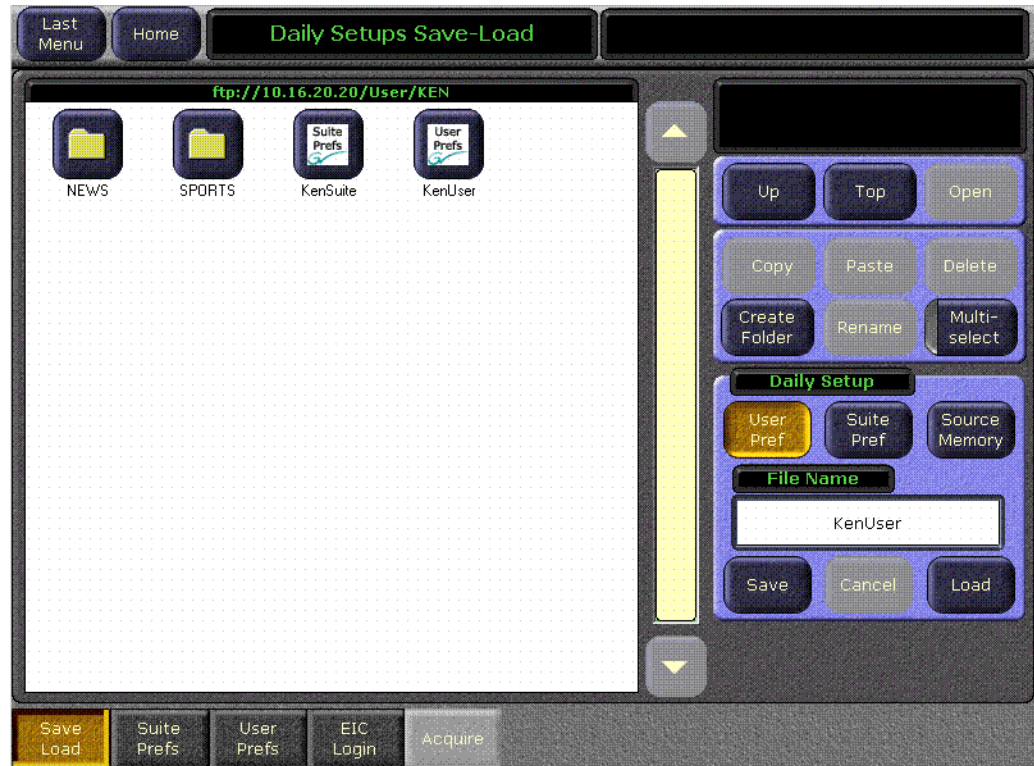 Last
Menu
Home
Daily Setups Save-Load
ftp://10.16.20.20/User/KEN
Suite
Prefs
User
Prefs
NEWS
SPORTS
KenSuite
KenUser
Up
Top
Open
Copy
Paste
Delete
Create
Folder
Rename
Multi-
select
Daily Setup
User
Pref
Suite
Pref
Source
Memory
File Name
KenUser
Save
Cancel
Load
Save
Load
Suite
Prefs
User
Prefs
EIC
Login
Acquire